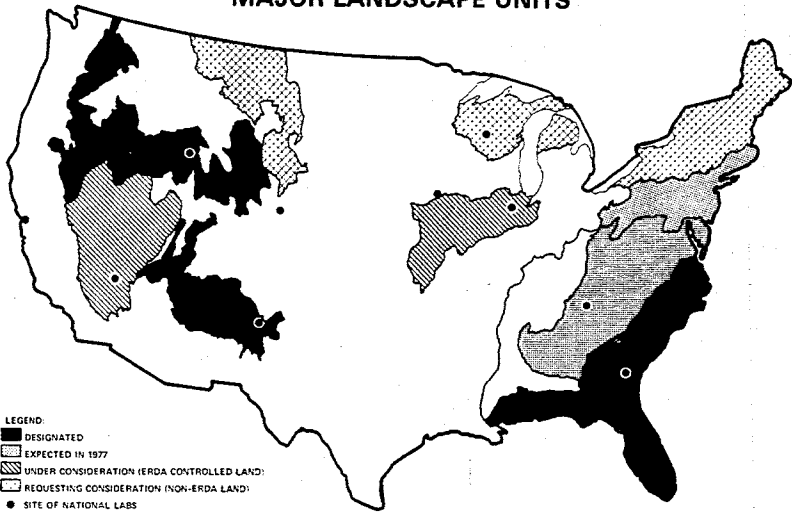 MAJOR LANDSCAPE UNITS
LEGEND:
DESIGNATED
EXPECTED IN 1977
UNDER CONSIDERATION (ERDA CONTROLLED LAND)
REQUESTING CONSIDERATION (NON-ERDA LAND)
SITE OF NATIONAL LABS